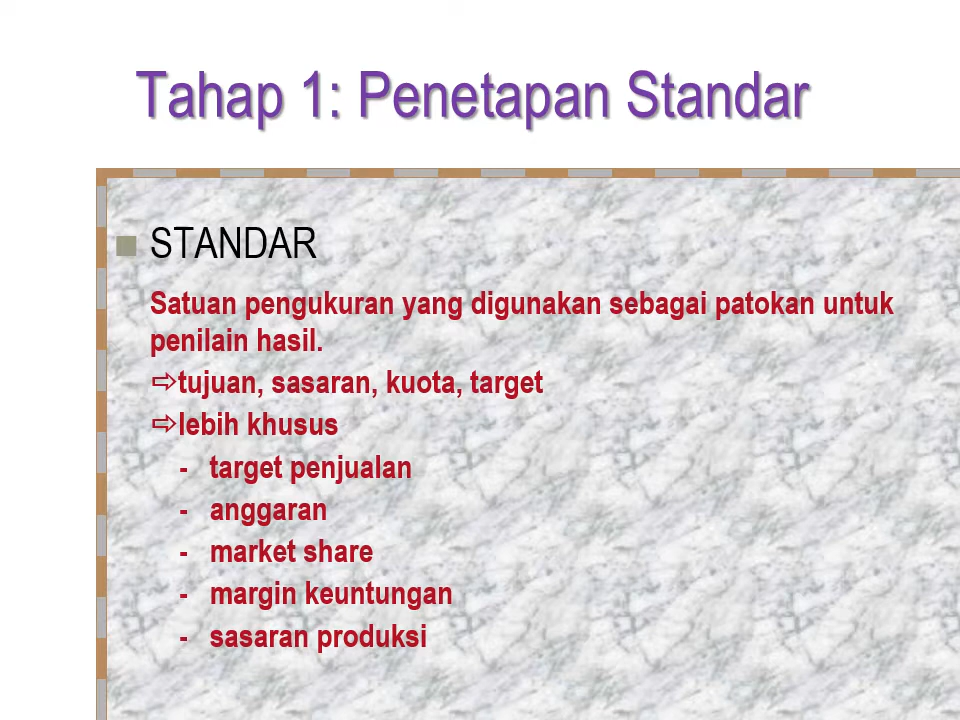 Tahap 1: Penetapan Standar
STANDAR
Satuan pengukuran yang digunakan sebagai patokan untuk
penilain hasil.
⇨tujuan, sasaran, kuota, target
⇨lebih khusus
- target penjualan
- anggaran
- market share
- margin keuntungan
- sasaran produksi